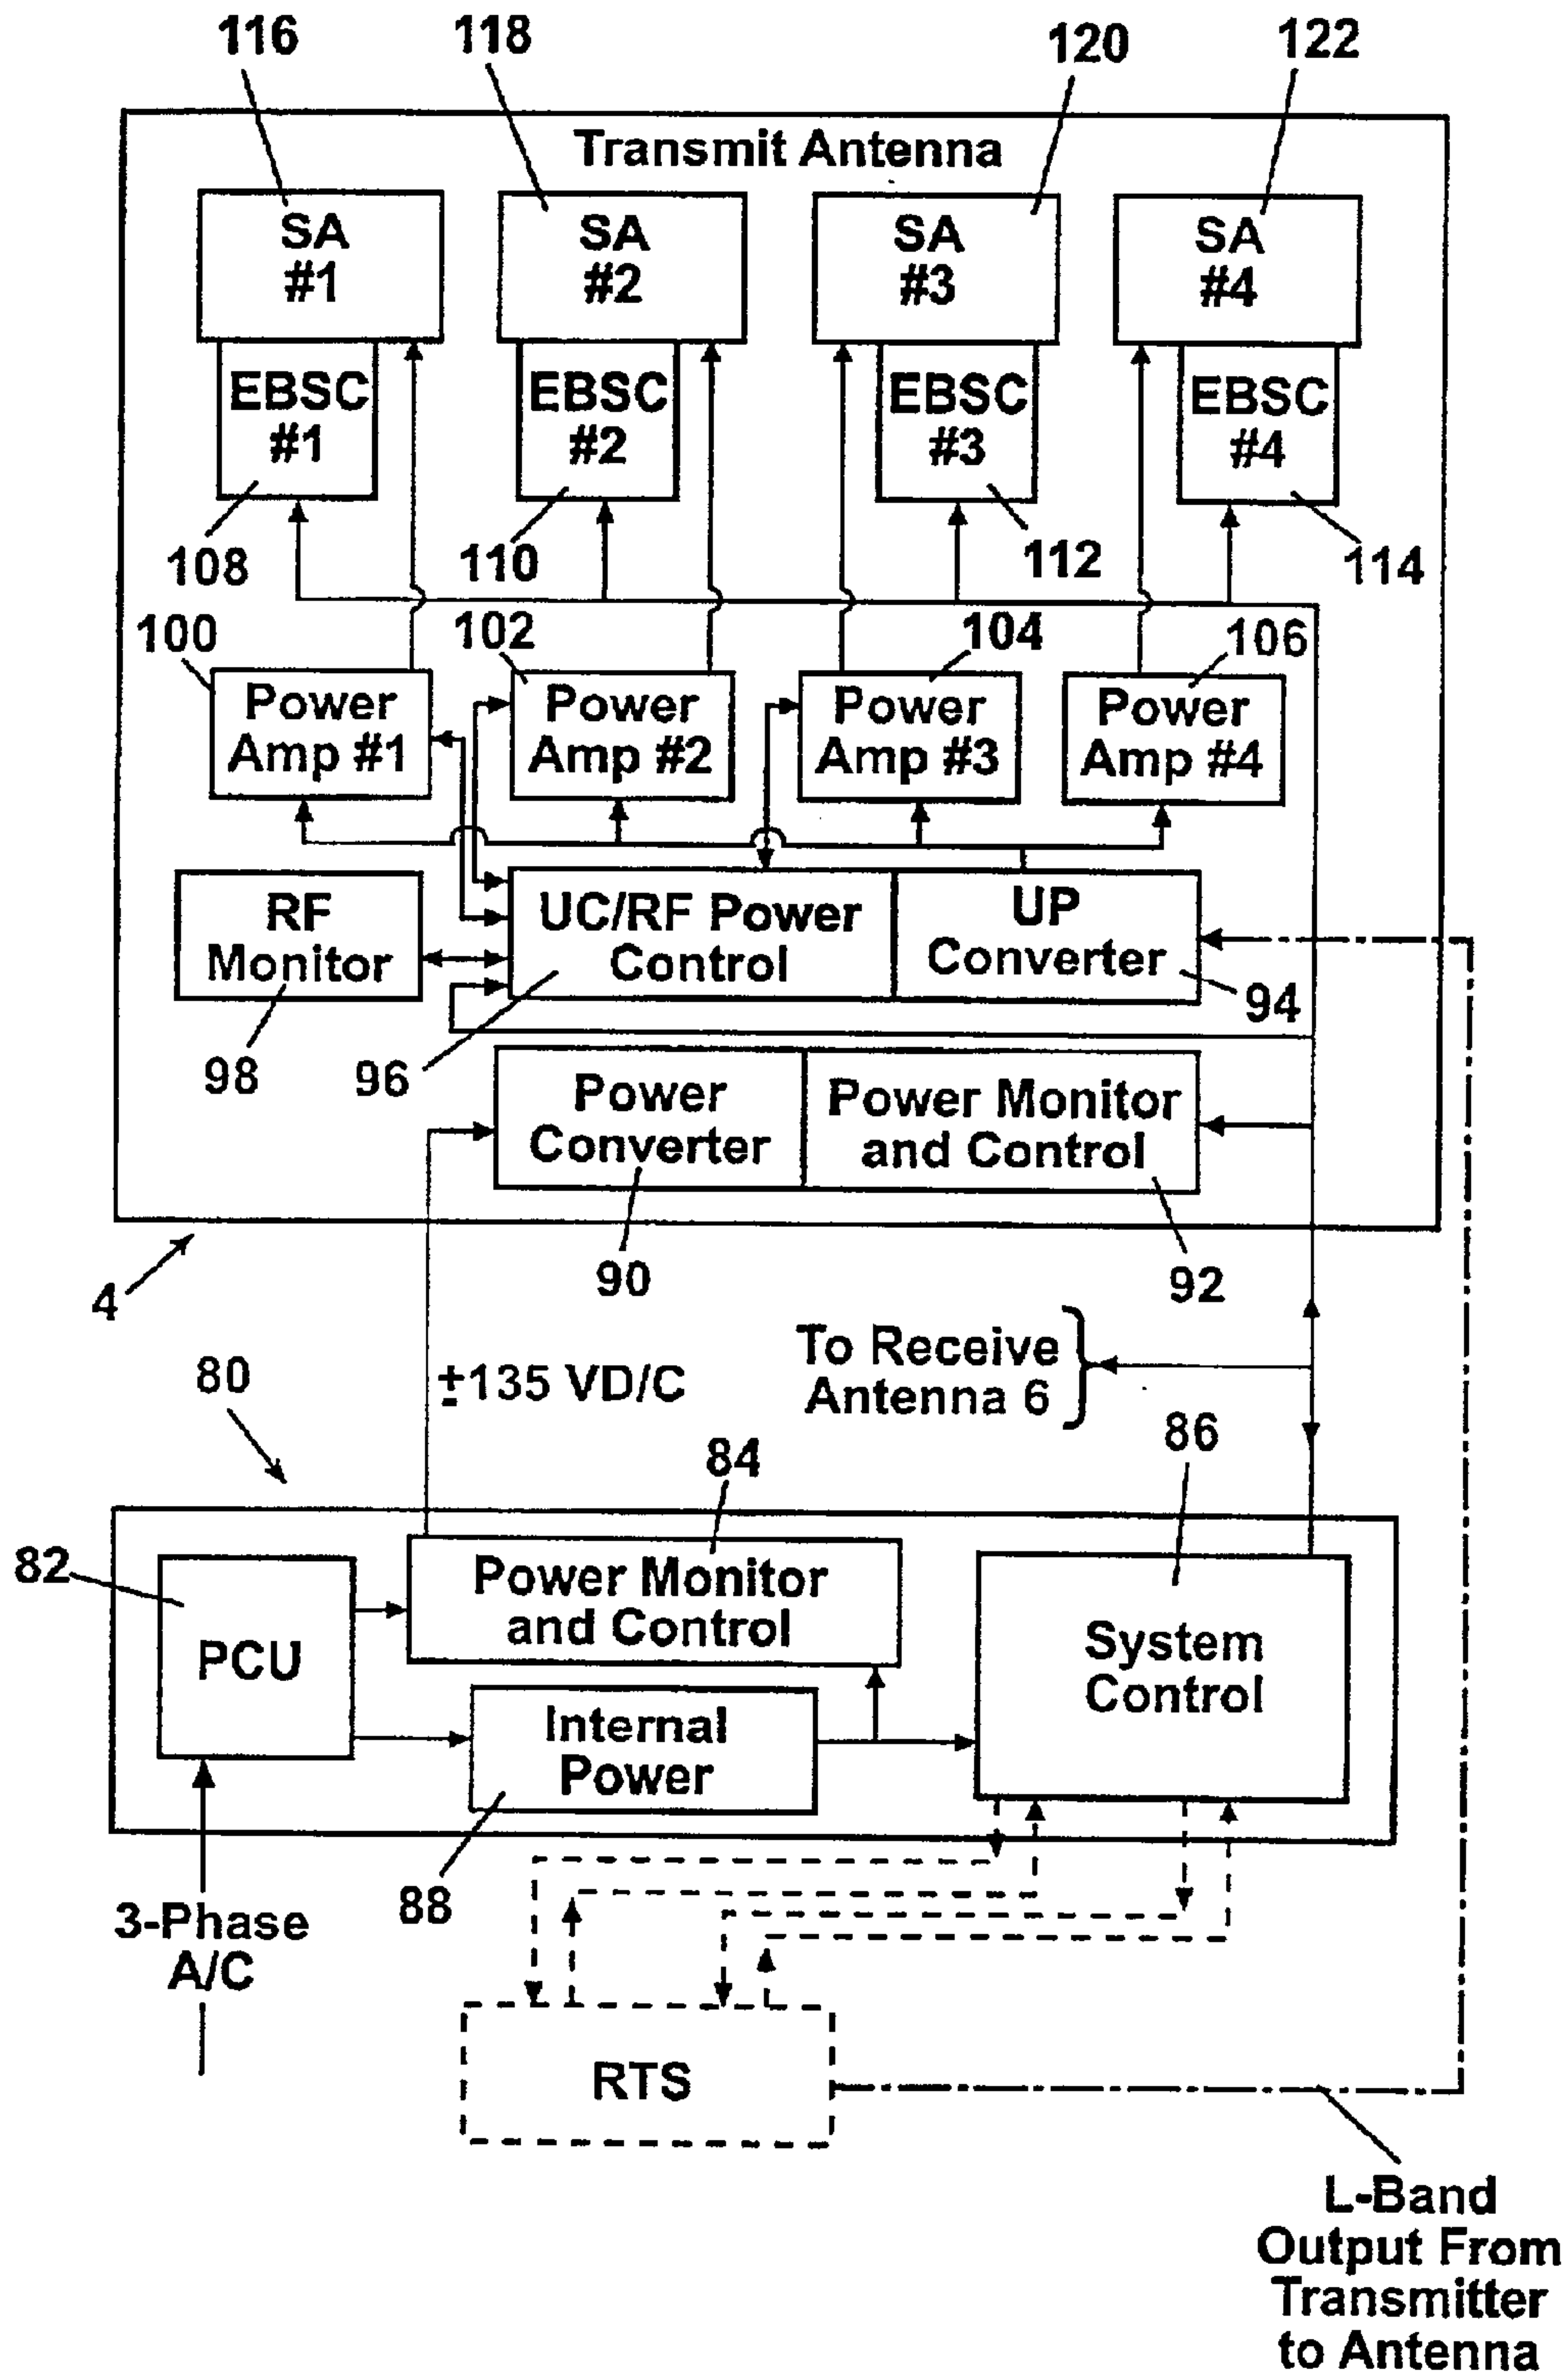 116
118
120
122
Transmit Antenna
SA
#1
SA
#2
SA
#3
SA
#4
EBSC
#1
EBSC
#2
EBSC
#3
EBSC
#4
108
110
112
114
100
102
104
106
Power
Amp #1
Power
Amp #2
Power
Amp #3
Power
Amp #4
RF
Monitor
UC/RF Power
Control
UP
Converter
94
98
96
Power
Converter
Power Monitor
and Control
90
92
4
80
±135 VD/C
To Receive
Antenna 6
84
86
82
PCU
Power Monitor
and Control
System
Control
Internal
Power
88
3-Phase
A/C
RTS
L-Band
Output From
Transmitter
to Antenna